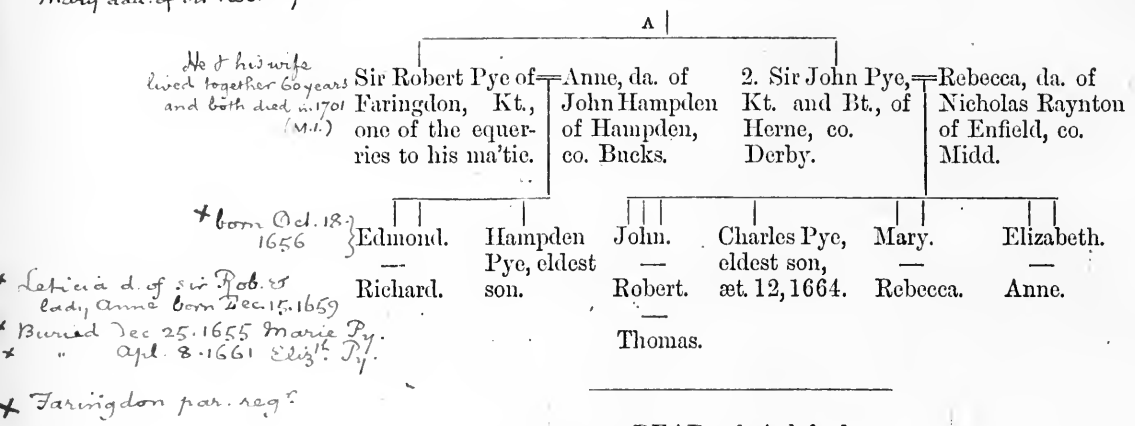 A
He & his wife
lived together 60 years
and both died in 1701
(M.I.)
Sir Robert Pye of
Faringdon, Kt.,
one of the equer-
ries to his ma'tie.
Anne, da. of
John Hampden
of Hampden,
co. Bucks.
2. Sir John Pye,
Kt. and Bt., of
Herne, co.
Derby.
Rebecca, da. of
Nicholas Raynton
of Enfield, co.
Midd.
+ born Oct. 18.
1656
Edmond.
—
Richard.
Hampden
Pye, eldest
son.
John.
—
Robert.
—
Thomas.
Charles Pye,
eldest son,
æt. 12, 1664.
Mary.
—
Rebecca.
Elizabeth.
—
Anne.
+ Leticia d. of sir Rob. &
lady Anne born Dec. 15. 1659
+ Buried Dec 25. 1655 Marie Py.
+ " Apl. 8. 1661 Elizth. Py.
+ Faringdon par. regr.